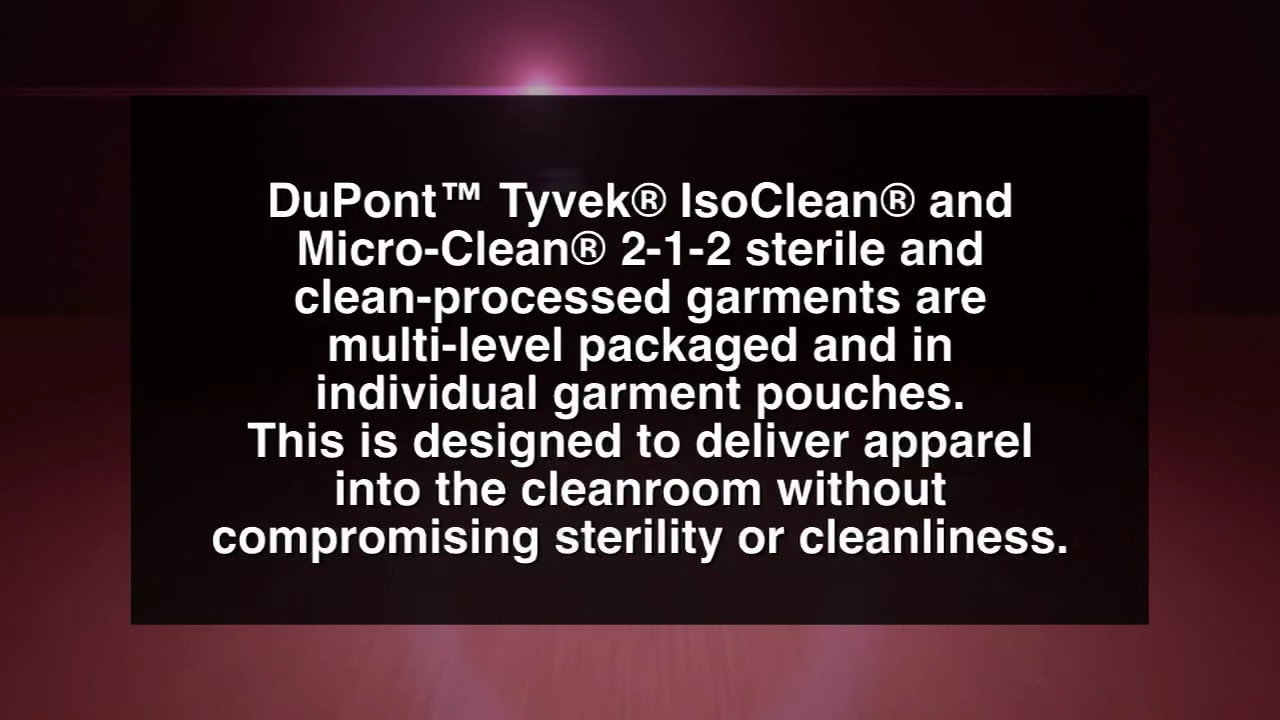 DuPont™ Tyvek® IsoClean® and
Micro-Clean® 2-1-2 sterile and
clean-processed garments are
multi-level packaged and in
individual garment pouches.
This is designed to deliver apparel
into the cleanroom without
compromising sterility or cleanliness.